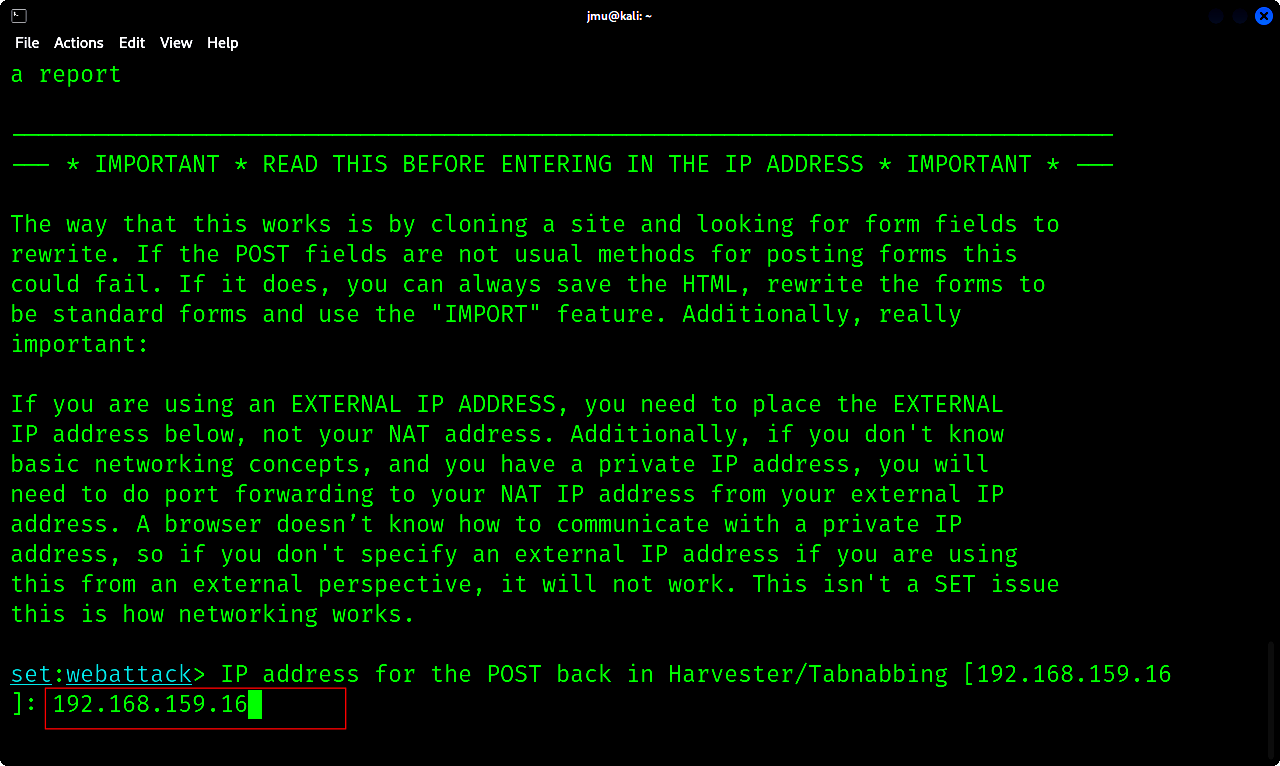 jmu@kali: ~
File Actions Edit View Help
a report
--- * IMPORTANT * READ THIS BEFORE ENTERING IN THE IP ADDRESS * IMPORTANT * ---
The way that this works is by cloning a site and looking for form fields to
rewrite. If the POST fields are not usual methods for posting forms this
could fail. If it does, you can always save the HTML, rewrite the forms to
be standard forms and use the "IMPORT" feature. Additionally, really
important:
If you are using an EXTERNAL IP ADDRESS, you need to place the EXTERNAL
IP address below, not your NAT address. Additionally, if you don't know
basic networking concepts, and you have a private IP address, you will
need to do port forwarding to your NAT IP address from your external IP
address. A browser doesn’t know how to communicate with a private IP
address, so if you don't specify an external IP address if you are using
this from an external perspective, it will not work. This isn't a SET issue
this is how networking works.
set:webattack> IP address for the POST back in Harvester/Tabnabbing [192.168.159.16
]: 192.168.159.16